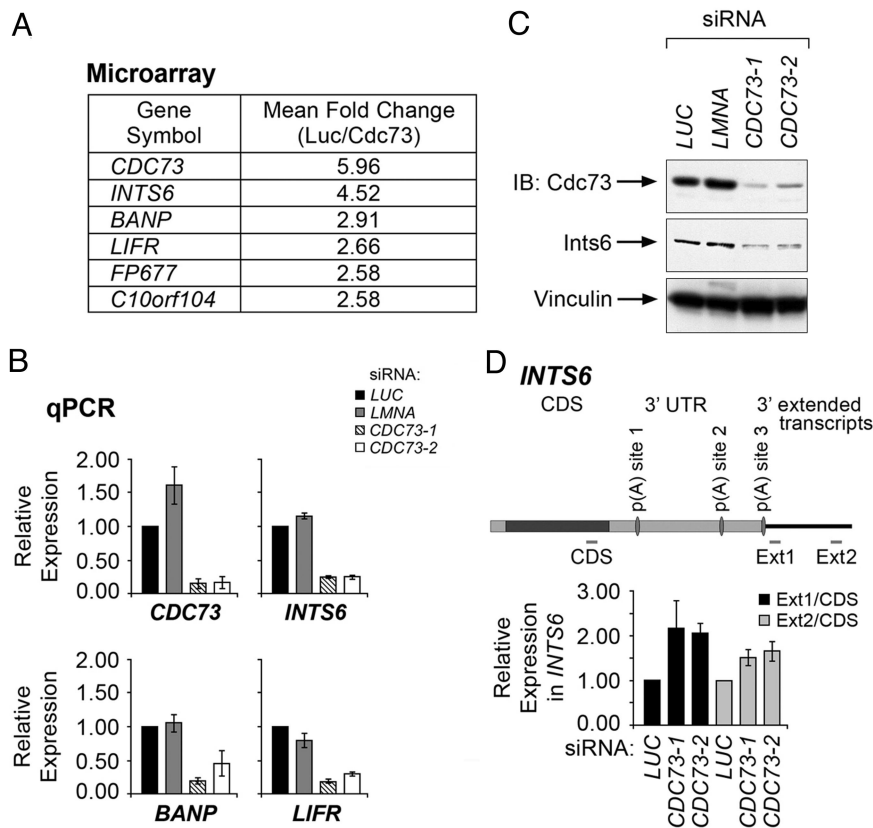 A
Microarray
Gene Symbol Mean Fold Change (Luc/Cdc73)
CDC73 5.96
INTS6 4.52
BANP 2.91
LIFR 2.66
FP677 2.58
C10orf104 2.58
B
qPCR
siRNA:
LUC
LMNA
CDC73-1
CDC73-2
Relative Expression
2.00
1.50
1.00
0.50
0.00
CDC73
INTS6
Relative Expression
2.00
1.50
1.00
0.50
0.00
BANP
LIFR
C
siRNA
LUC LMNA CDC73-1 CDC73-2
IB: Cdc73
Ints6
Vinculin
D
INTS6
CDS 3' UTR 3' extended transcripts
p(A) site 1 p(A) site 2 p(A) site 3
CDS Ext1 Ext2
Relative Expression in INTS6
3.00
2.00
1.00
0.00
Ext1/CDS
Ext2/CDS
siRNA: LUC CDC73-1 CDC73-2 LUC CDC73-1 CDC73-2